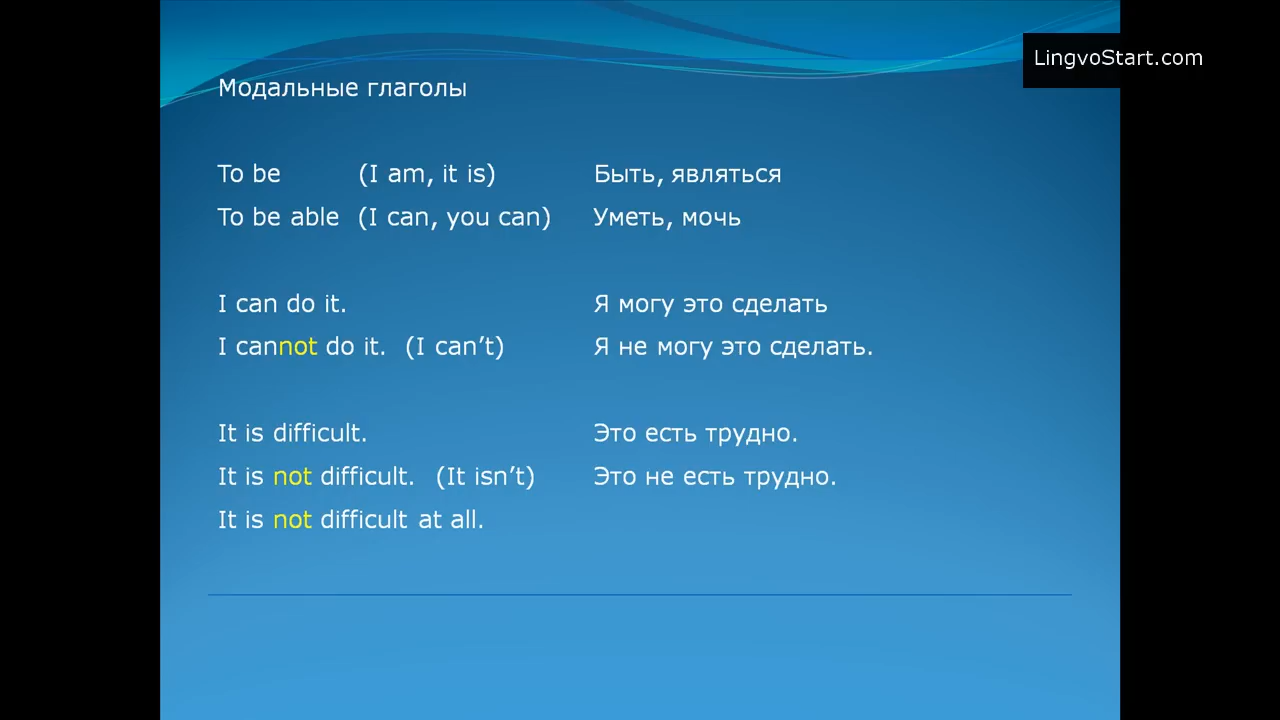 LingvoStart.com
Модальные глаголы
To be (I am, it is) Быть, являться
To be able (I can, you can) Уметь, мочь
I can do it. Я могу это сделать
I cannot do it. (I can’t) Я не могу это сделать.
It is difficult. Это есть трудно.
It is not difficult. (It isn’t) Это не есть трудно.
It is not difficult at all.